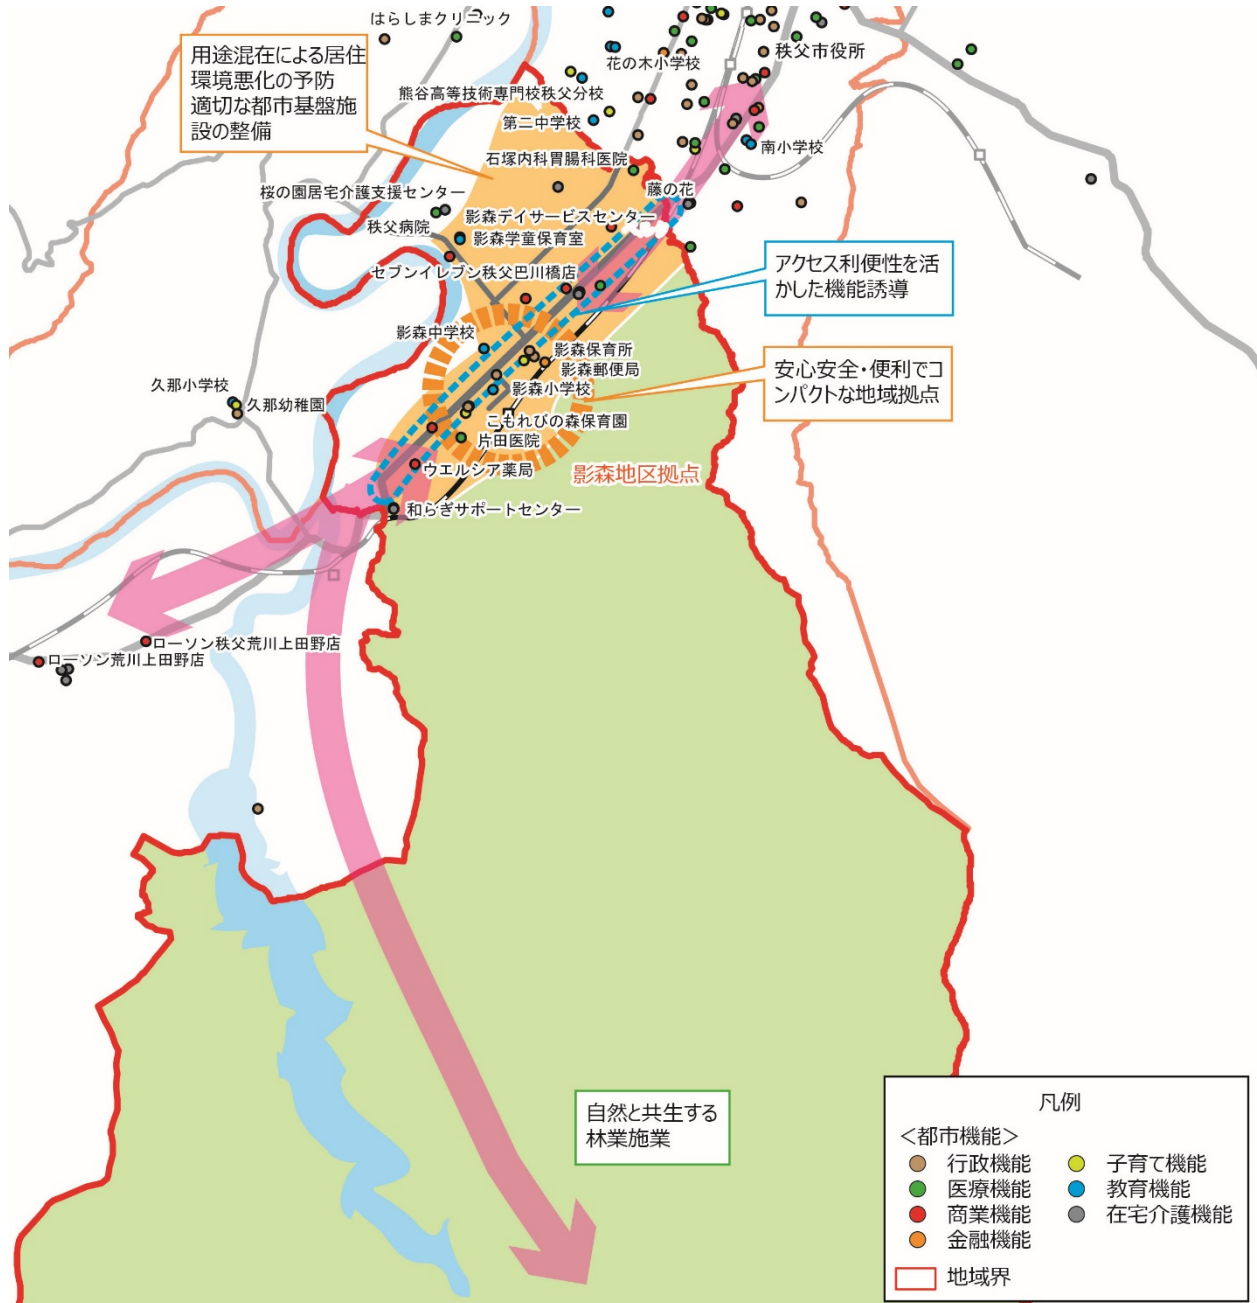 はらしまクリニック
用途混在による居住
環境悪化の予防
適切な都市基盤施
設の整備
花の木小学校
秩父市役所
熊谷高等技術専門校秩父分校
第二中学校
南小学校
石塚内科胃腸科医院
藤の花
桜の園居宅介護支援センター
影森デイサービスセンター
秩父病院
影森学童保育室
セブンイレブン秩父巴川橋店
アクセス利便性を活
かした機能誘導
影森中学校
影森保育所
影森郵便局
安心安全・便利でコ
ンパクトな地域拠点
久那小学校
久那幼稚園
影森小学校
こもれびの森保育園
片田医院
ウエルシア薬局
影森地区拠点
和らぎサポートセンター
ローソン秩父荒川上田野店
ローソン荒川上田野店
自然と共生する
林業施業
凡例
＜都市機能＞
行政機能
子育て機能
医療機能
教育機能
商業機能
在宅介護機能
金融機能
地域界